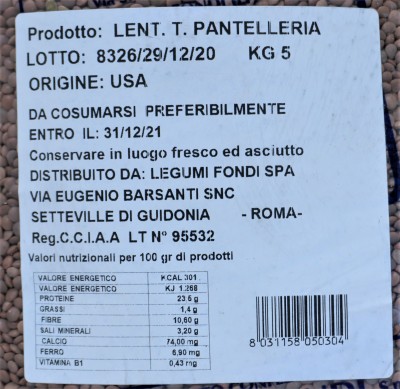 Prodotto: LENT. T. PANTELLERIA
LOTTO: 8326/29/12/20 KG 5
ORIGINE: USA
DA COSUMARSI PREFERIBILMENTE
ENTRO IL: 31/12/21
Conservare in luogo fresco ed asciutto
DISTRIBUITO DA: LEGUMI FONDI SPA
VIA EUGENIO BARSANTI SNC
SETTEVILLE DI GUIDONIA - ROMA-
Reg.C.C.I.A.A LT N° 95532
Valori nutrizionali per 100 gr di prodotti
VALORE ENERGETICO KCAL 301
VALORE ENERGETICO KJ 1.258
PROTEINE 23,5 g
GRASSI 1,4 g
FIBRE 10,60 g
SALI MINERALI 3,20 g
CALCIO 74,00 mg
FERRO 6,90 mg
VITAMINA B1 0,43 mg
8 031158 050304